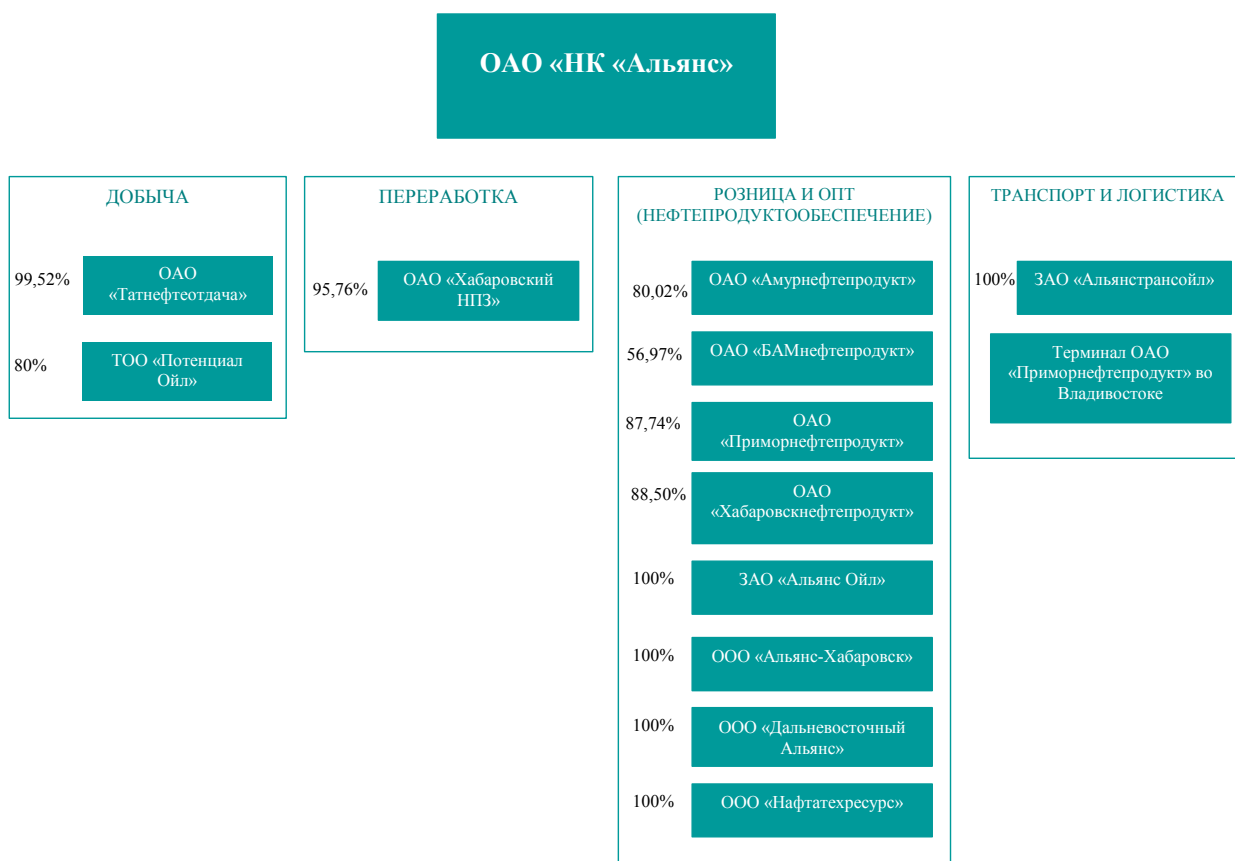 ОАО «НК «Альянс»
ДОБЫЧА
99,52%
ОАО
«Татнефтеотдача»
80%
ТОО «Потенциал
Ойл»
ПЕРЕРАБОТКА
95,76%
ОАО «Хабаровский
НПЗ»
РОЗНИЦА И ОПТ
(НЕФТЕПРОДУКТООБЕСПЕЧЕНИЕ)
80,02%
ОАО «Амурнефтепродукт»
56,97%
ОАО «БАМнефтепродукт»
87,74%
ОАО
«Приморнефтепродукт»
88,50%
ОАО
«Хабаровскнефтепродукт»
100%
ЗАО «Альянс Ойл»
100%
ООО «Альянс-Хабаровск»
100%
ООО «Дальневосточный
Альянс»
100%
ООО «Нафтатехресурс»
ТРАНСПОРТ И ЛОГИСТИКА
100%
ЗАО «Альянстрансойл»
Терминал ОАО
«Приморнефтепродукт» во
Владивостоке